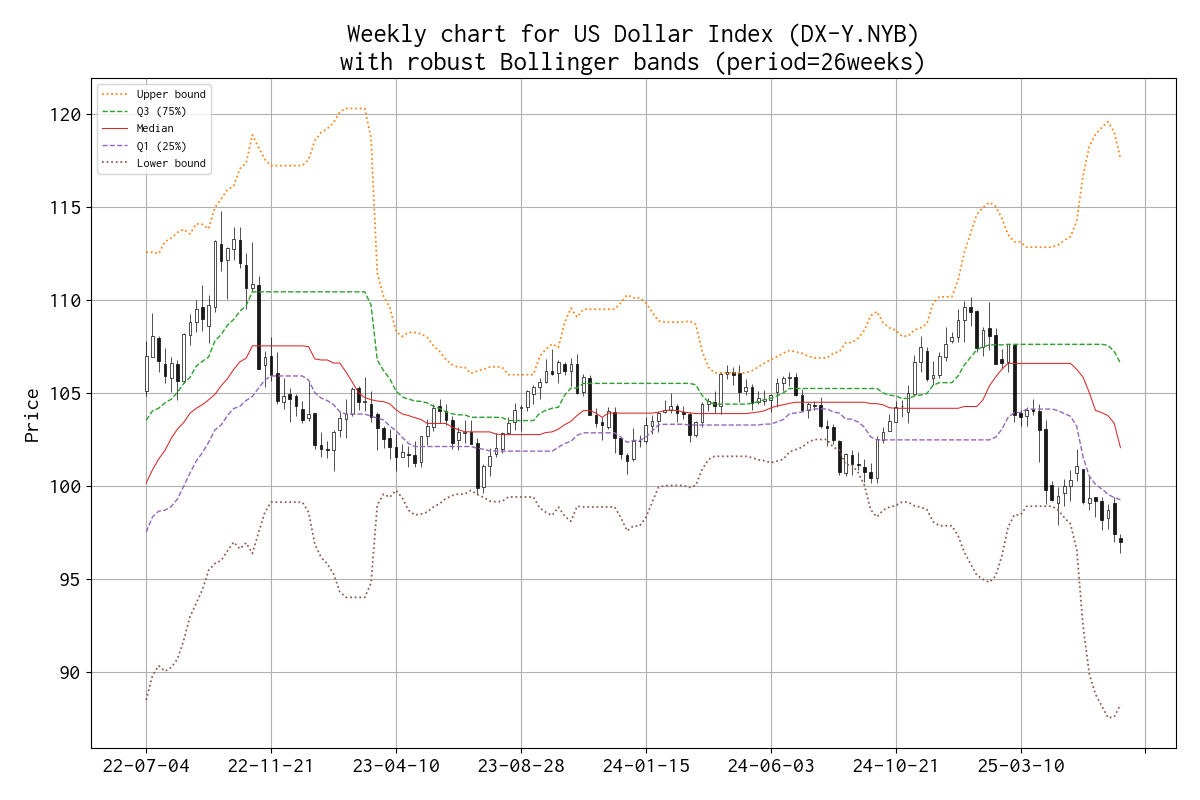 Weekly chart for US Dollar Index (DX-Y.NYB)
with robust Bollinger bands (period=26weeks)
Upper bound
Q3 (75%)
Median
Q1 (25%)
Lower bound
120
115
110
105
100
95
90
Price
22-07-04
22-11-21
23-04-10
23-08-28
24-01-15
24-06-03
24-10-21
25-03-10